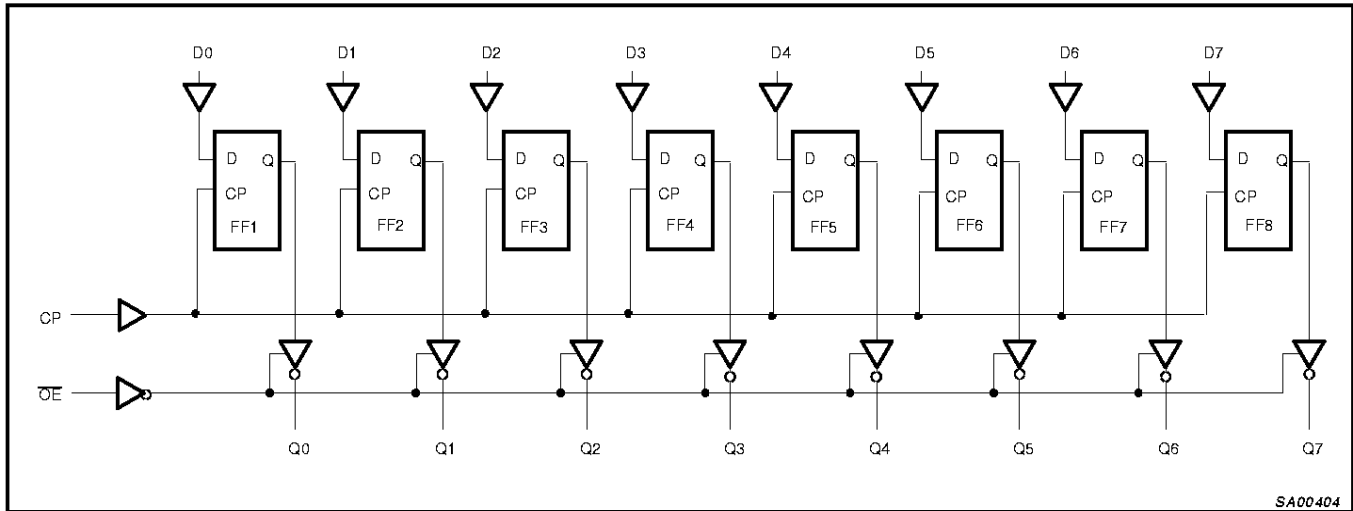 D0 D1 D2 D3 D4 D5 D6 D7
D Q D Q D Q D Q D Q D Q D Q D Q
CP CP CP CP CP CP CP CP
FF1 FF2 FF3 FF4 FF5 FF6 FF7 FF8
CP
O̅E̅
Q0 Q1 Q2 Q3 Q4 Q5 Q6 Q7
SA00404